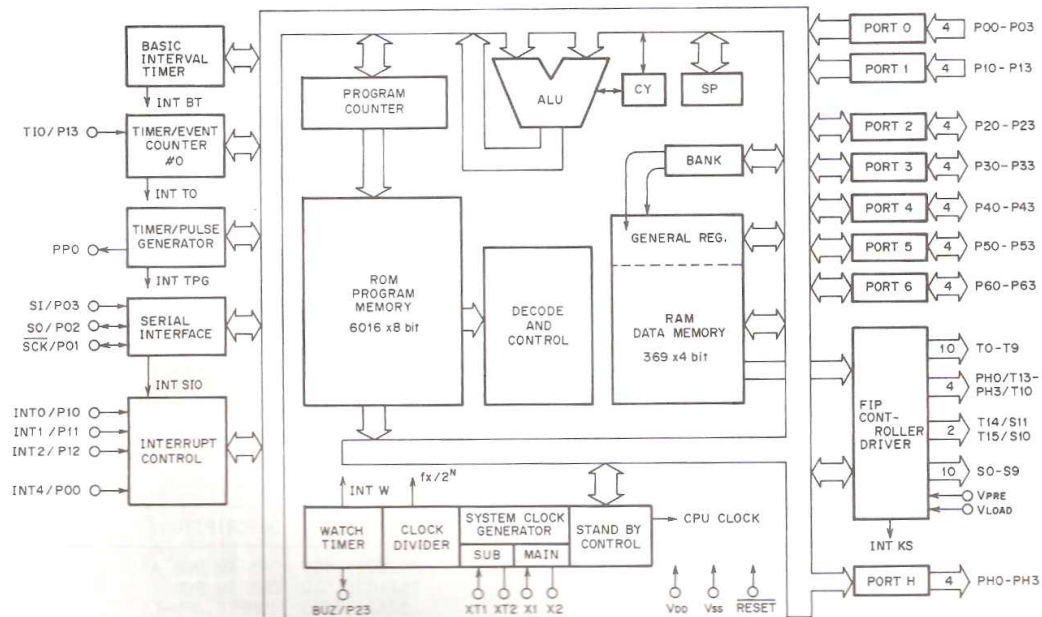 BASIC
INTERVAL
TIMER
INT BT
TI0/P13
TIMER/EVENT
COUNTER
#0
INT T0
PPO
TIMER/PULSE
GENERATOR
INT TPG
SI/P03
SO/P02
SCK/P01
SERIAL
INTERFACE
INT SIO
INT0/P10
INT1/P11
INT2/P12
INT4/P00
INTERRUPT
CONTROL
PROGRAM
COUNTER
ALU
CY
SP
BANK
ROM
PROGRAM
MEMORY
6016 x8 bit
DECODE
AND
CONTROL
GENERAL REG.
RAM
DATA MEMORY
369 x4 bit
INT W
fx/2^N
WATCH
TIMER
CLOCK
DIVIDER
SYSTEM CLOCK
GENERATOR
SUB
MAIN
STAND BY
CONTROL
CPU CLOCK
BUZ/P23
XT1
XT2
X1
X2
VDD
VSS
RESET
PORT 0
4
P00-P03
PORT 1
4
P10-P13
PORT 2
4
P20-P23
PORT 3
4
P30-P33
PORT 4
4
P40-P43
PORT 5
4
P50-P53
PORT 6
4
P60-P63
FIP
CONT-
ROLLER
DRIVER
10
T0-T9
4
PH0/T13-
PH3/T10
2
T14/S11
T15/S10
10
S0-S9
VPRE
VLOAD
INT KS
PORT H
4
PH0-PH3